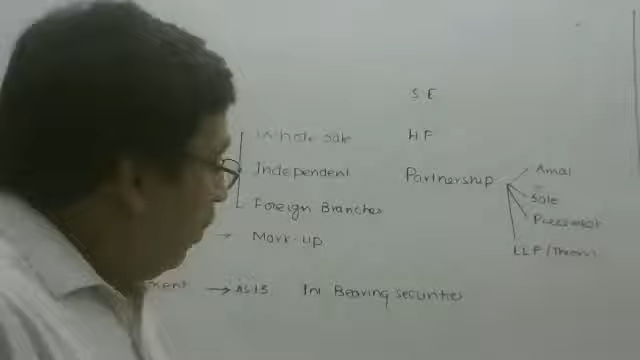 S.E
Whole Sale H.F
Independent Partnership Amal
Sale
Foreign Branches
→ Mark-up LLP/Theory
→ AS 13 Int Bearing securities